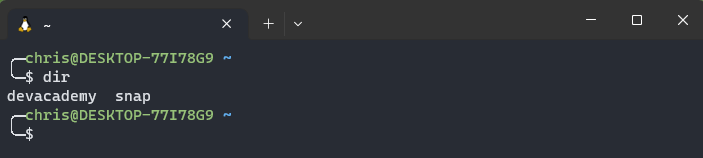 ~
╭─chris@DESKTOP-77I78G9 ~
╰─$ dir
devacademy  snap
╭─chris@DESKTOP-77I78G9 ~
╰─$